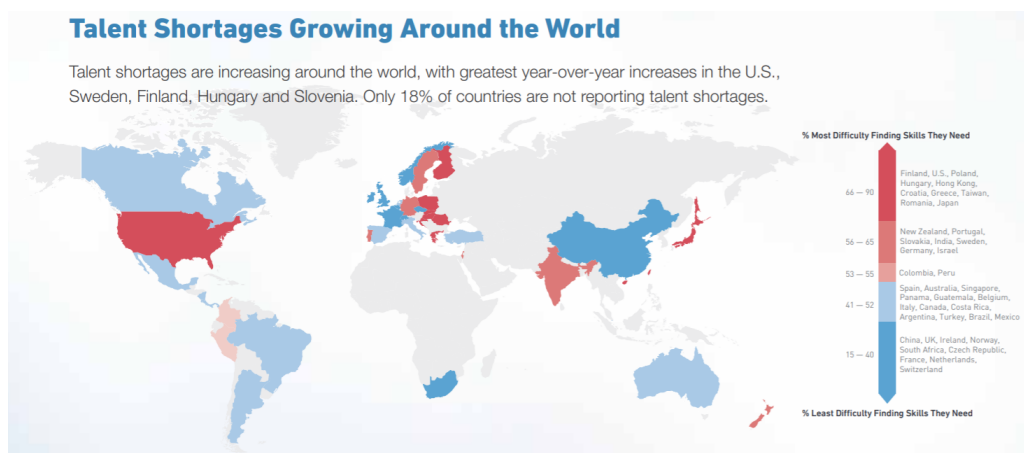 Talent Shortages Growing Around the World
Talent shortages are increasing around the world, with greatest year-over-year increases in the U.S.,
Sweden, Finland, Hungary and Slovenia. Only 18% of countries are not reporting talent shortages.
% Most Difficulty Finding Skills They Need
66 — 90
Finland, U.S., Poland,
Hungary, Hong Kong,
Croatia, Greece, Taiwan,
Romania, Japan
56 — 65
New Zealand, Portugal,
Slovakia, India, Sweden,
Germany, Israel
53 — 55
Colombia, Peru
41 — 52
Spain, Australia, Singapore,
Panama, Guatemala, Belgium,
Italy, Canada, Costa Rica,
Argentina, Turkey, Brazil, Mexico
15 — 40
China, UK, Ireland, Norway,
South Africa, Czech Republic,
France, Netherlands,
Switzerland
% Least Difficulty Finding Skills They Need